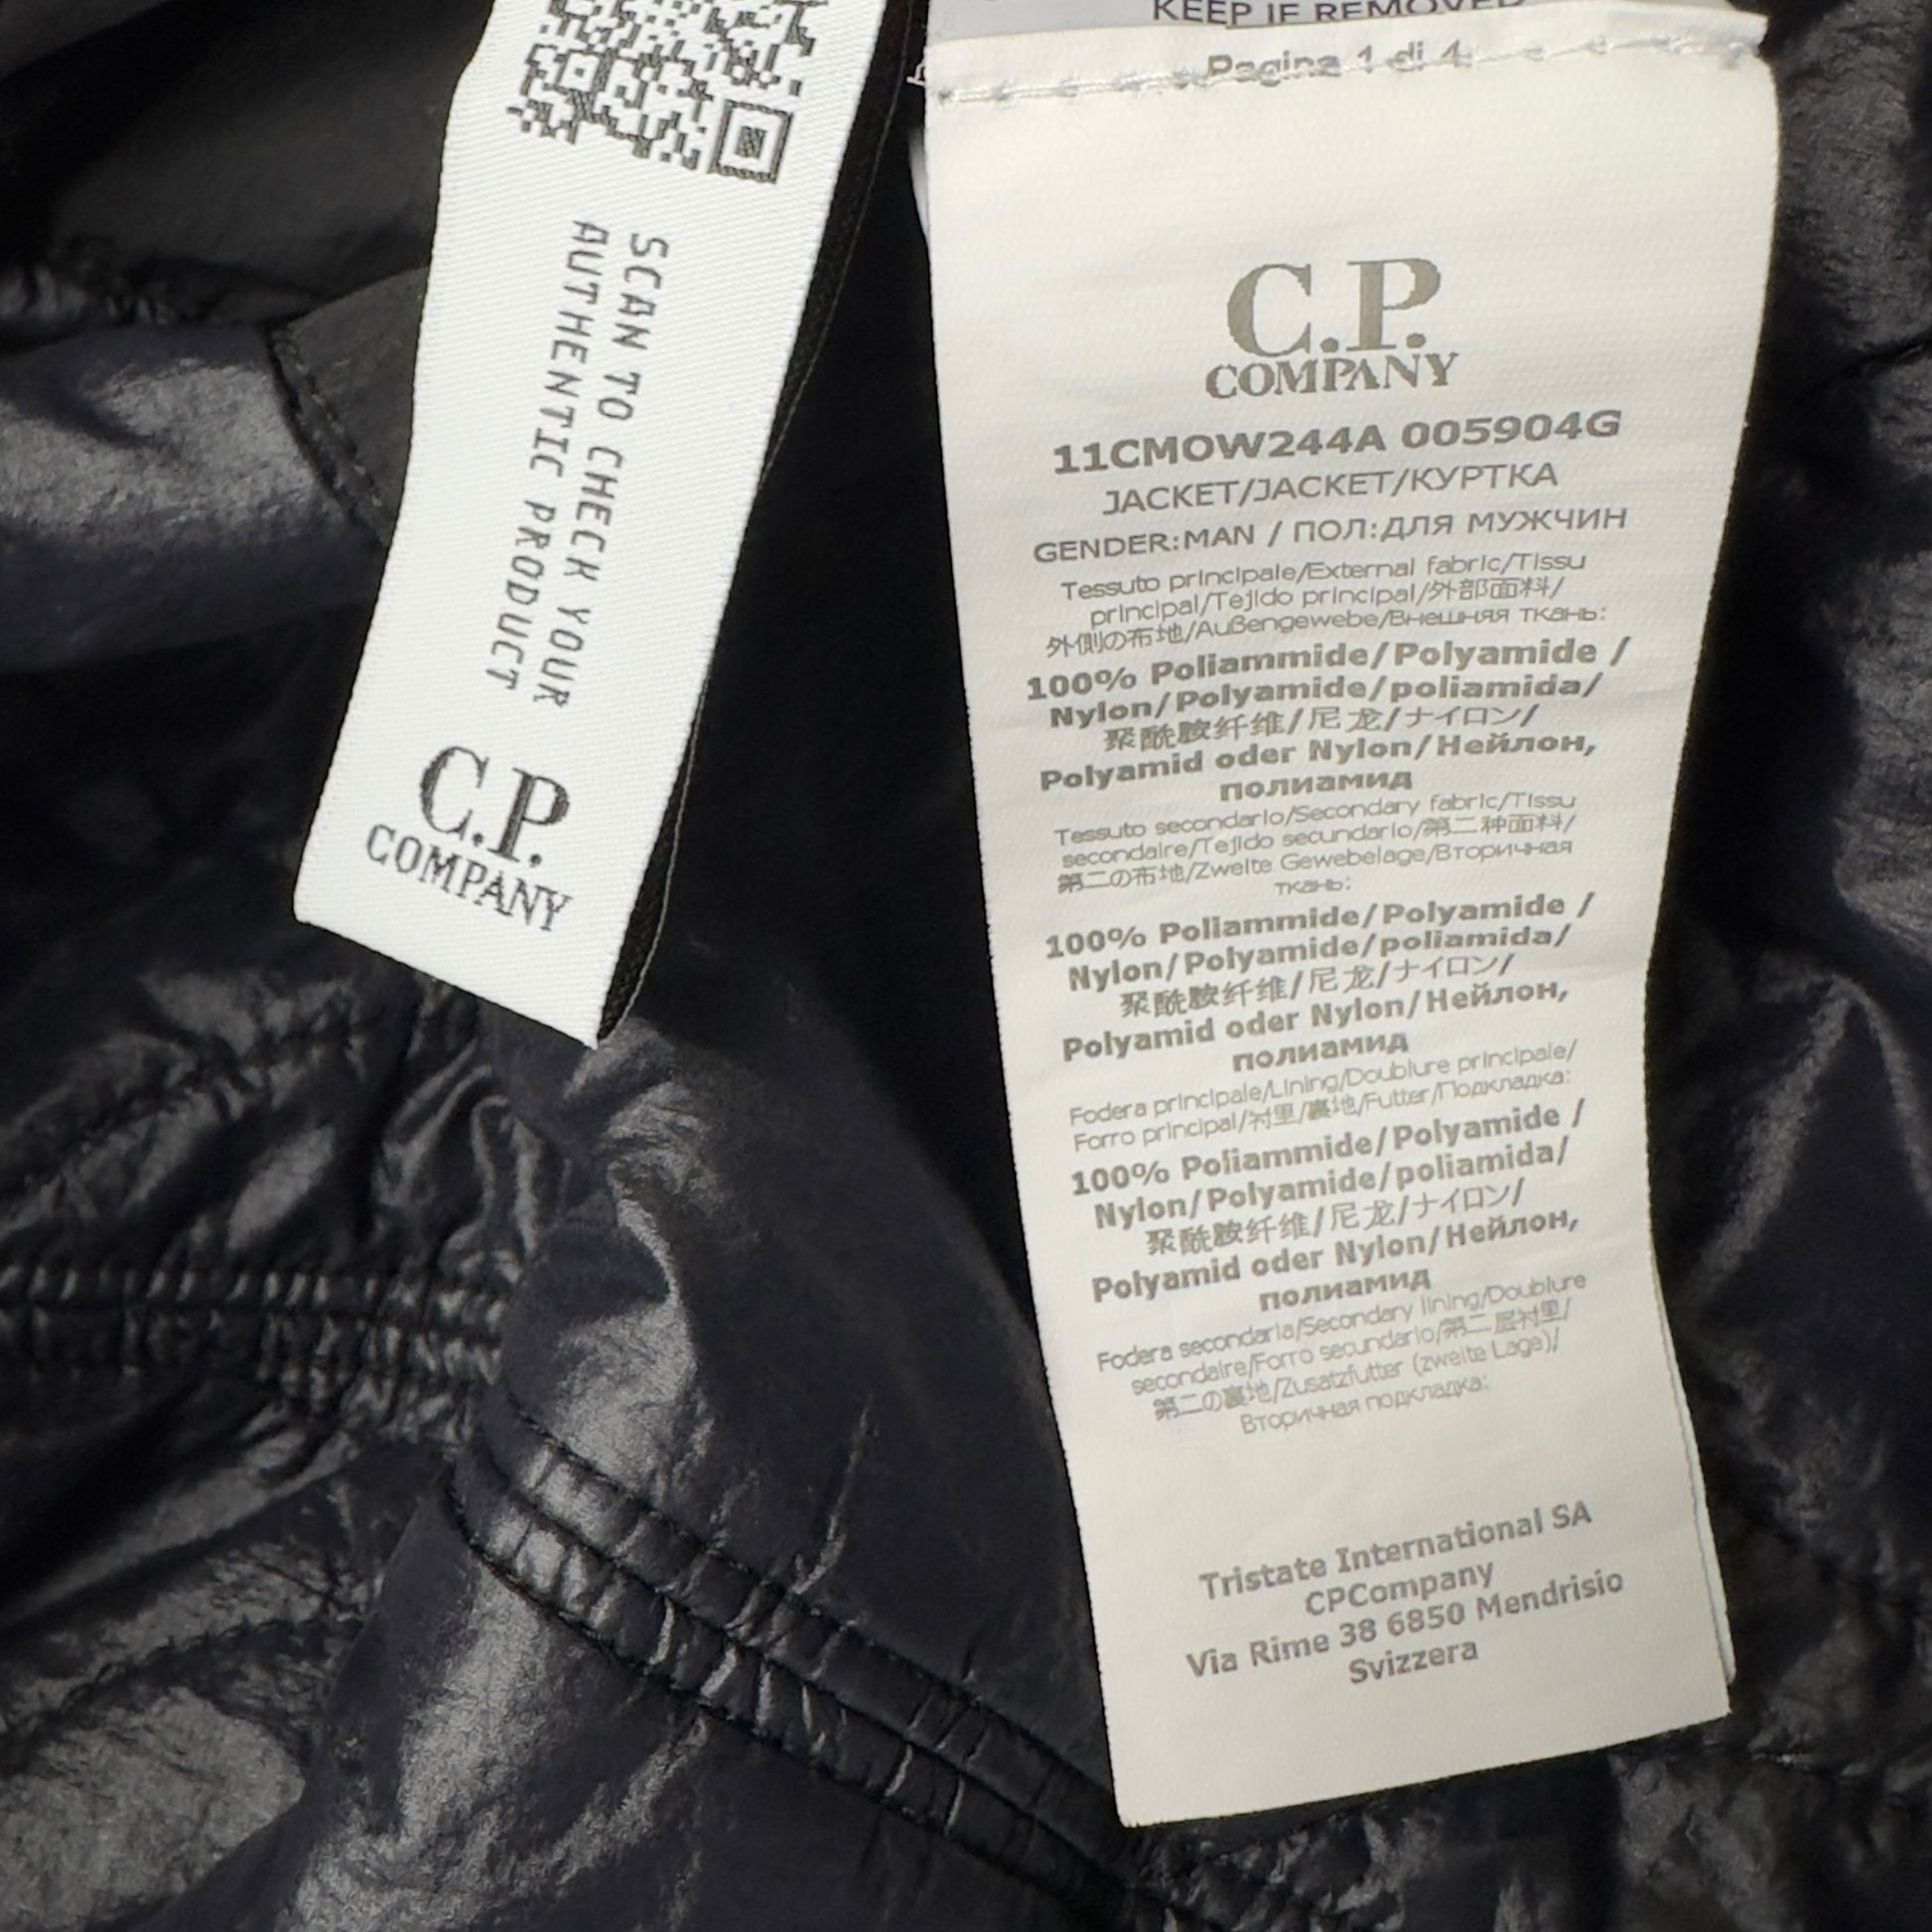 SCAN TO CHECK YOUR
AUTHENTIC PRODUCT
C.P.
COMPANY
KEEP IF REMOVED
Pagina 1 di 4
C.P.
COMPANY
11CMOW244A 005904G
JACKET/JACKET/КУРТКА
GENDER:MAN / ПОЛ:ДЛЯ МУЖЧИН
Tessuto principale/External fabric/Tissu
principal/Tejido principal/外部面料/
外側の布地/Außengewebe/Внешняя ткань:
100% Poliammide/Polyamide /
Nylon/Polyamide/poliamida/
聚酰胺纤维/尼龙/ナイロン/
Polyamid oder Nylon/Нейлон,
полиамид
Tessuto secondario/Secondary fabric/Tissu
secondaire/Tejido secundario/第二种面料/
第二の布地/Zweite Gewebelage/Вторичная
ткань:
100% Poliammide/Polyamide /
Nylon/Polyamide/poliamida/
聚酰胺纤维/尼龙/ナイロン/
Polyamid oder Nylon/Нейлон,
полиамид
Fodera principale/Lining/Doublure principale/
Forro principal/衬里/裏地/Futter/Подкладка:
100% Poliammide/Polyamide /
Nylon/Polyamide/poliamida/
聚酰胺纤维/尼龙/ナイロン/
Polyamid oder Nylon/Нейлон,
полиамид
Fodera secondaria/Secondary lining/Doublure
secondaire/Forro secundario/第二层衬里/
第二の裏地/Zusatzfutter (zweite Lage)/
Вторичная подкладка:
Tristate International SA
CPCompany
Via Rime 38 6850 Mendrisio
Svizzera